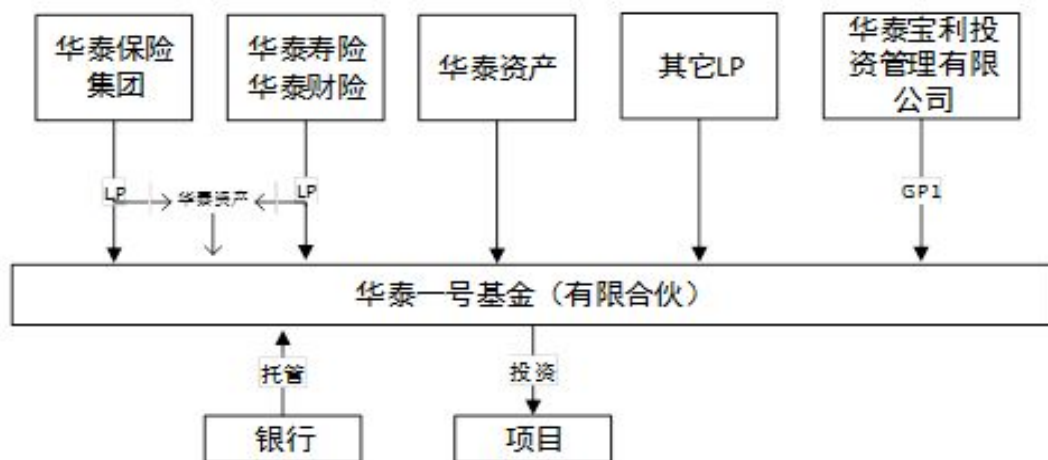 华泰保险
集团
华泰寿险
华泰财险
华泰资产
其它LP
华泰宝利投
资管理有限
公司
LP
华泰资产
LP
GP1
华泰一号基金（有限合伙）
托管
投资
银行
项目